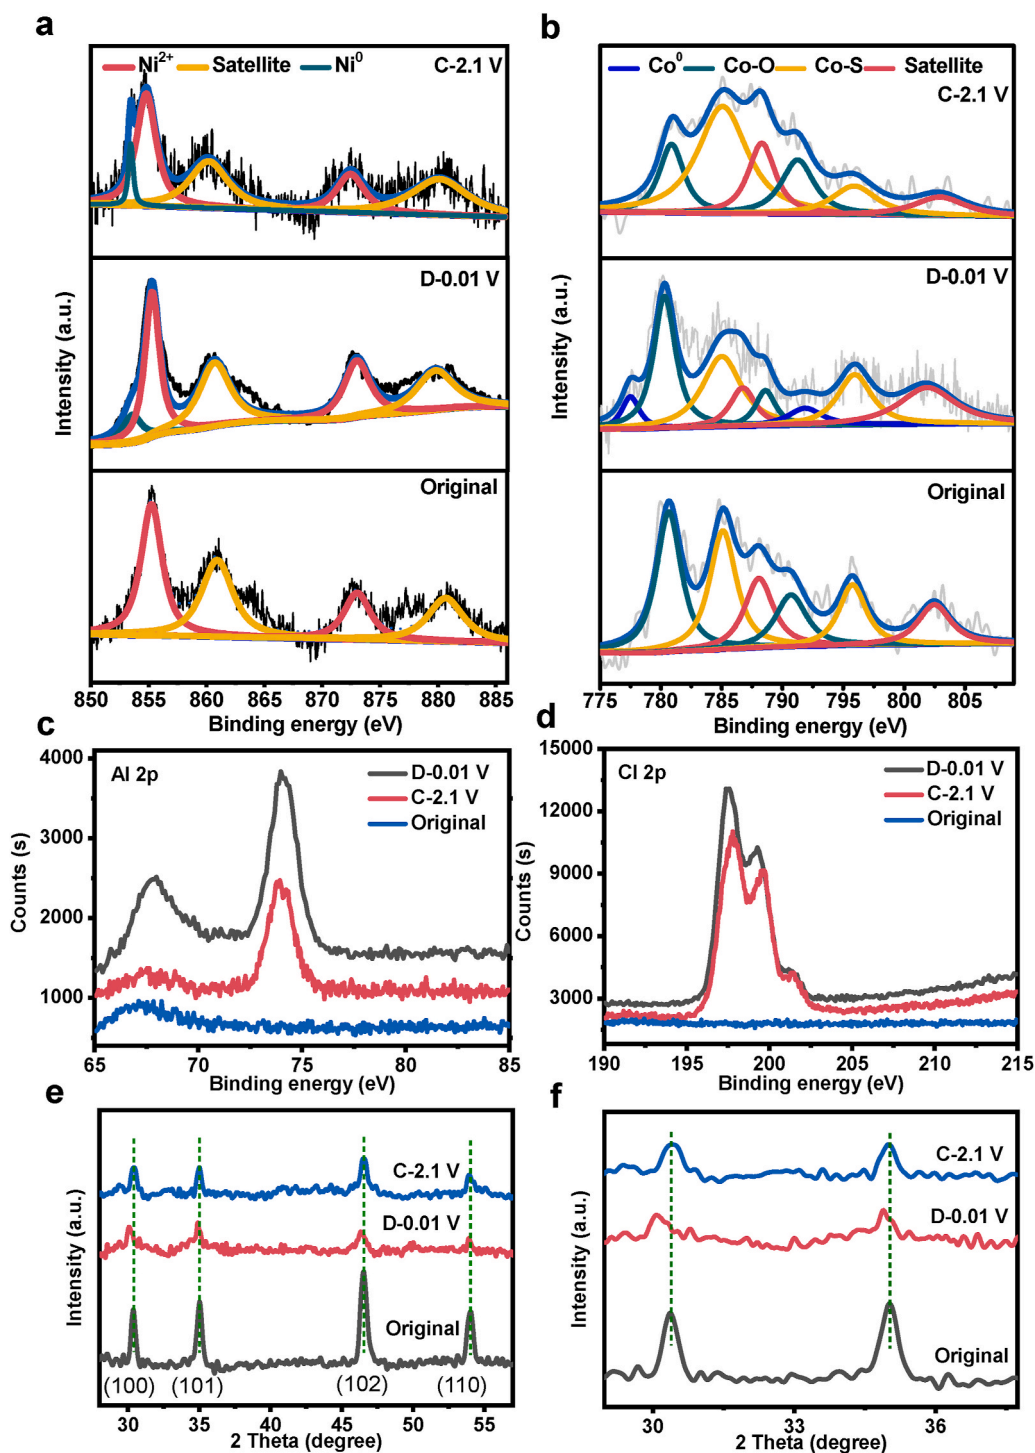 a
Ni2+ Satellite Ni0
C-2.1 V
D-0.01 V
Original
Intensity (a.u.)
850 855 860 865 870 875 880 885
Binding energy (eV)
b
Co0 Co-O Co-S Satellite
C-2.1 V
D-0.01 V
Original
Intensity (a.u.)
775 780 785 790 795 800 805
Binding energy (eV)
c
Al 2p
D-0.01 V
C-2.1 V
Original
Counts (s)
4000
3000
2000
1000
65 70 75 80 85
Binding energy (eV)
d
Cl 2p
D-0.01 V
C-2.1 V
Original
Counts (s)
15000
12000
9000
6000
3000
190 195 200 205 210 215
Binding energy (eV)
e
C-2.1 V
D-0.01 V
Original
(100) (101) (102) (110)
Intensity (a.u.)
30 35 40 45 50 55
2 Theta (degree)
f
C-2.1 V
D-0.01 V
Original
Intensity (a.u.)
30 33 36
2 Theta (degree)